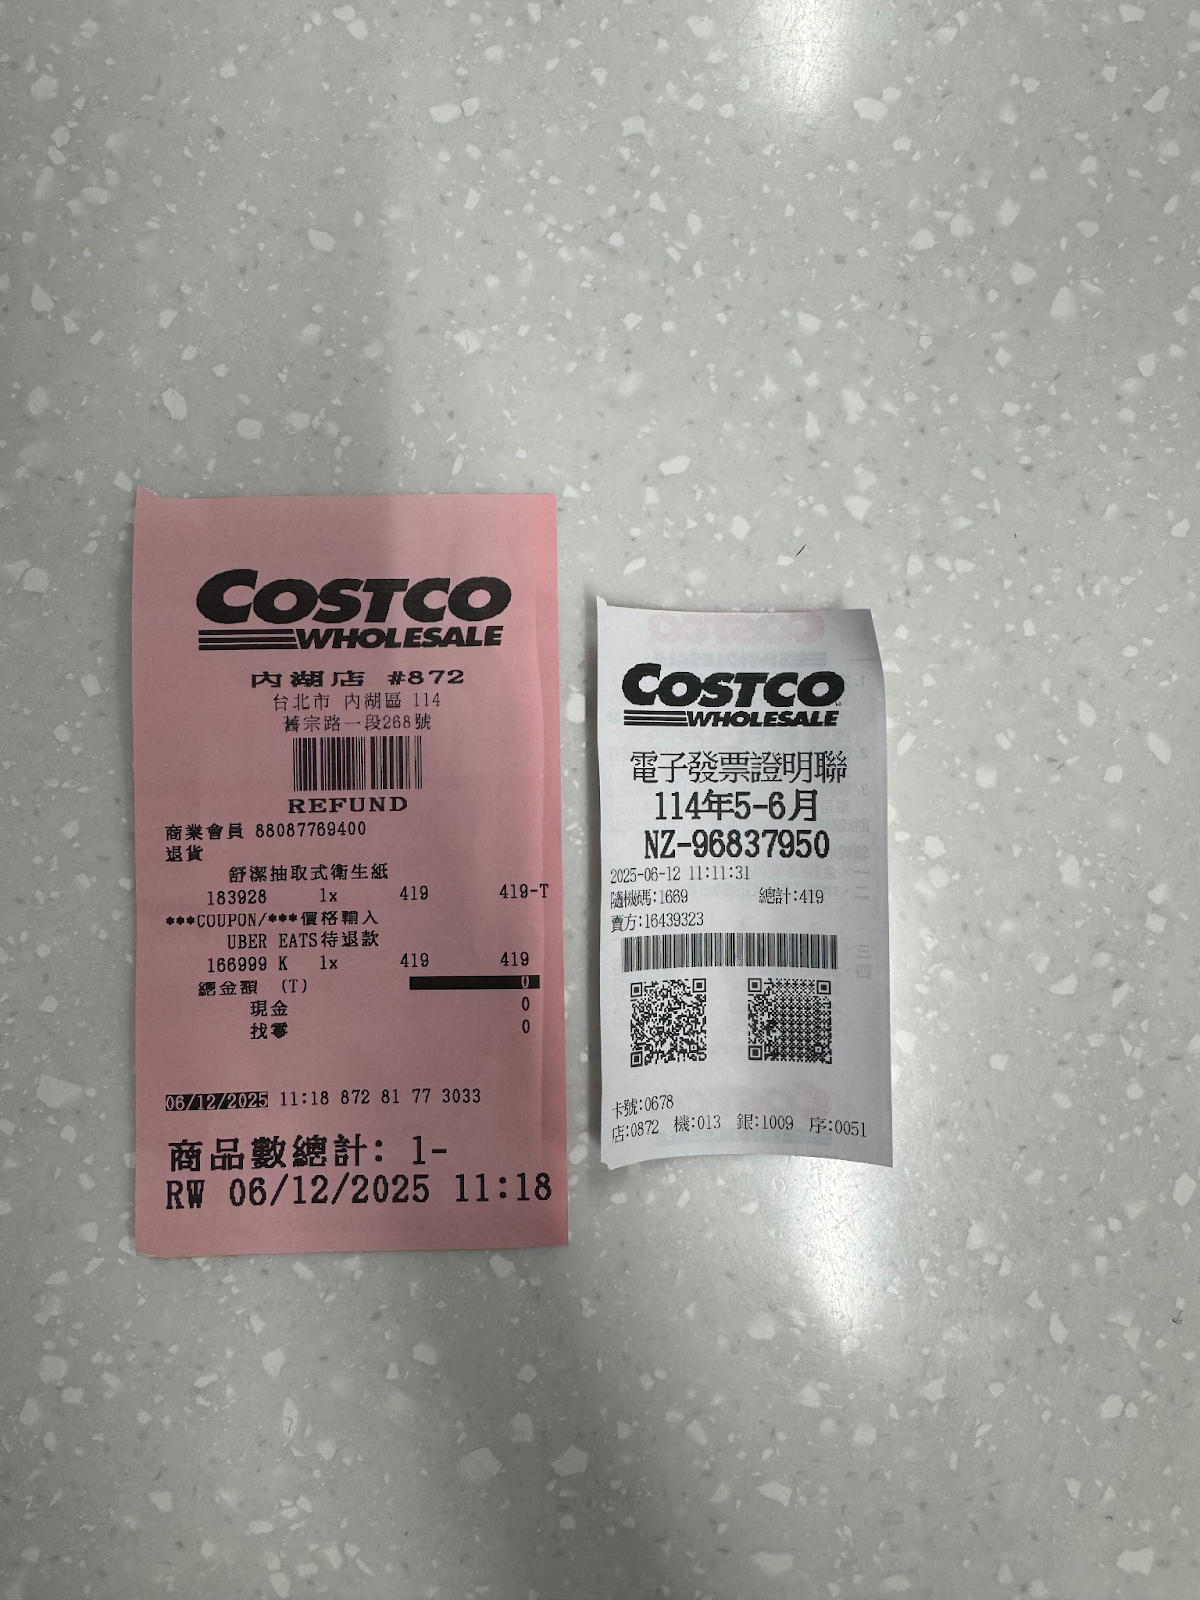 COSTCO
WHOLESALE
內湖店 #872
台北市 內湖區 114
舊宗路一段268號
REFUND
商業會員 88087769400
退貨
舒潔抽取式衛生紙
183928 1x 419 419-T
***COUPON/***價格輸入
UBER EATS待退款
166999 K 1x 419 419
總金額 (T) 0
現金 0
找零 0
06/12/2025 11:18 872 81 77 3033
商品數總計: 1-
RW 06/12/2025 11:18
COSTCO
WHOLESALE
電子發票證明聯
114年5-6月
NZ-96837950
2025-06-12 11:11:31
隨機碼:1669 總計:419
賣方:16439323
卡號:0678
店:0872 機:013 銀:1009 序:0051